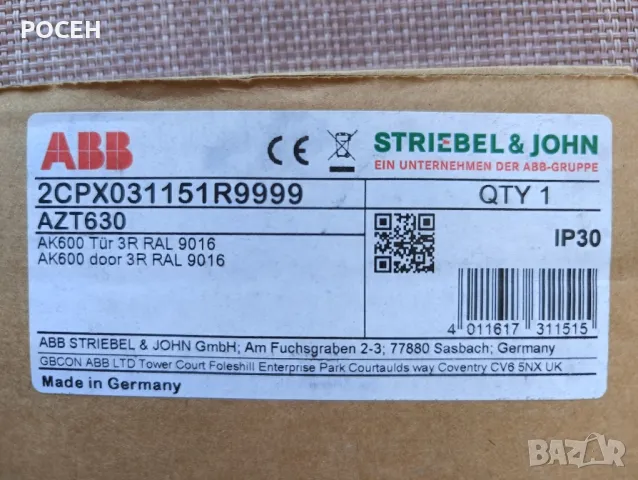 РОСЕН
ABB
CE
STRIEBEL & JOHN
EIN UNTERNEHMEN DER ABB-GRUPPE
2CPX031151R9999
QTY 1
AZT630
AK600 Tür 3R RAL 9016
AK600 door 3R RAL 9016
IP30
4 011617 311515
ABB STRIEBEL & JOHN GmbH; Am Fuchsgraben 2-3; 77880 Sasbach; Germany
GBCON ABB LTD Tower Court Foleshill Enterprise Park Courtaulds way Coventry CV6 5NX UK
Made in Germany
BAZAR